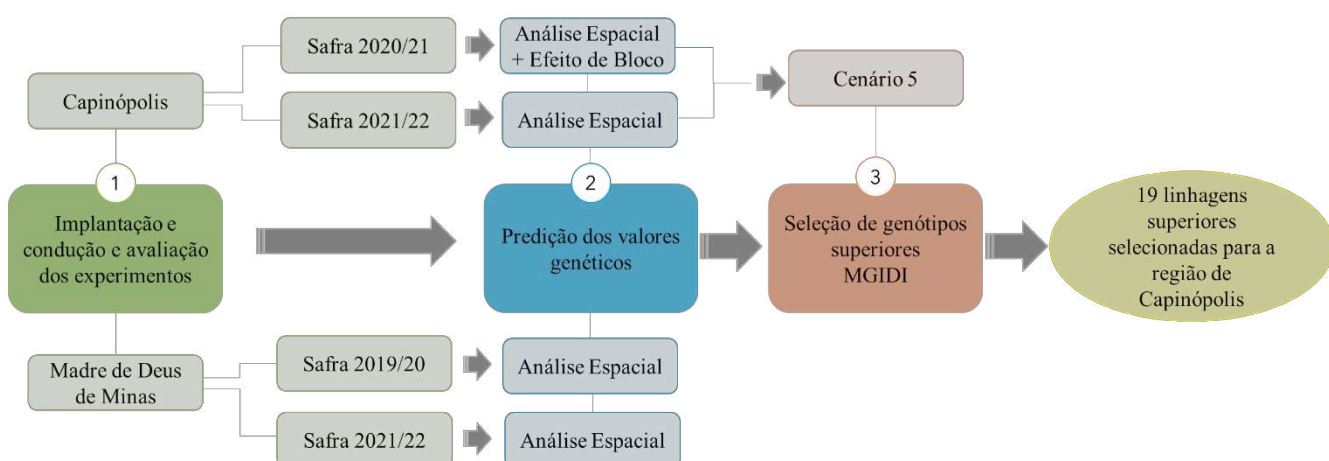 Safra 2020/21
Análise Espacial
+ Efeito de Bloco
Capinópolis
Cenário 5
Safra 2021/22
Análise Espacial
1
2
3
Implantação e
condução e avaliação
dos experimentos
Predição dos valores
genéticos
Seleção de genótipos
superiores
MGIDI
19 linhagens
superiores
selecionadas para a
região de
Capinópolis
Madre de Deus
de Minas
Safra 2019/20
Análise Espacial
Safra 2021/22
Análise Espacial